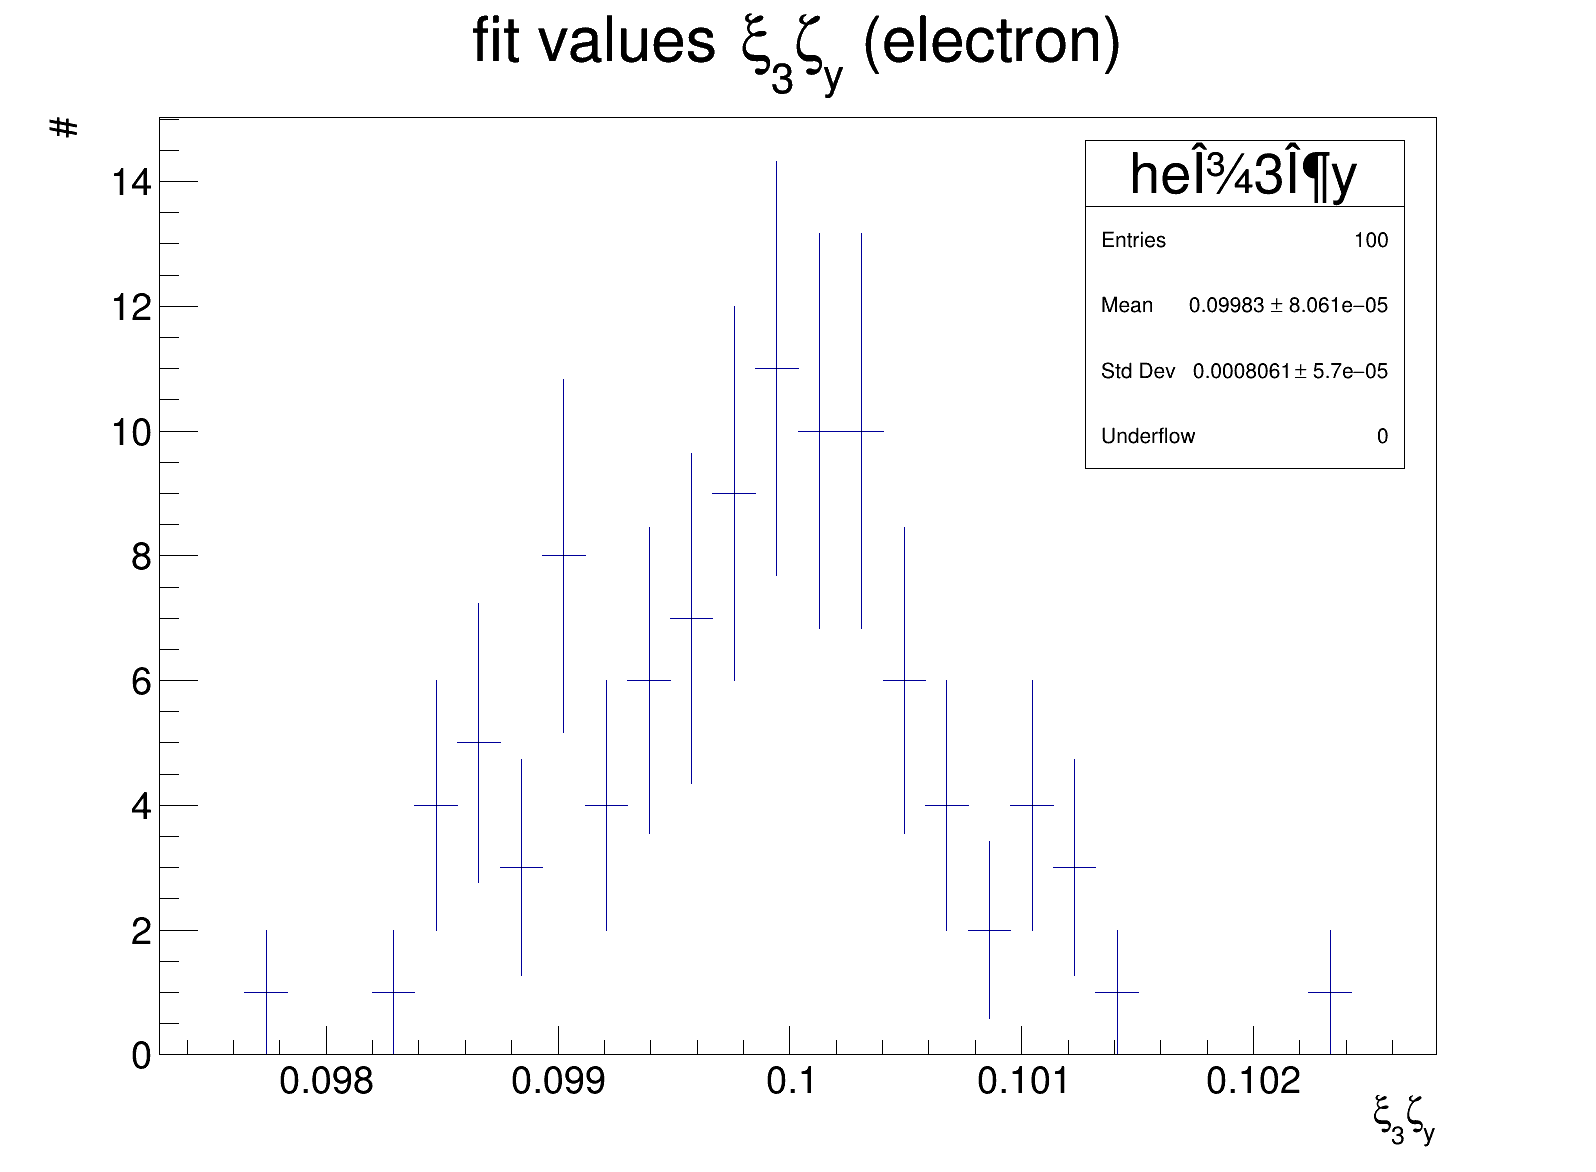 fit values ξ₃ζᵧ (electron)
#
heÎ¾3Î¶y
Entries 100
Mean 0.09983 ± 8.061e−05
Std Dev 0.0008061 ± 5.7e−05
Underflow 0
14
12
10
8
6
4
2
0
0.098 0.099 0.1 0.101 0.102
ξ₃ζᵧ